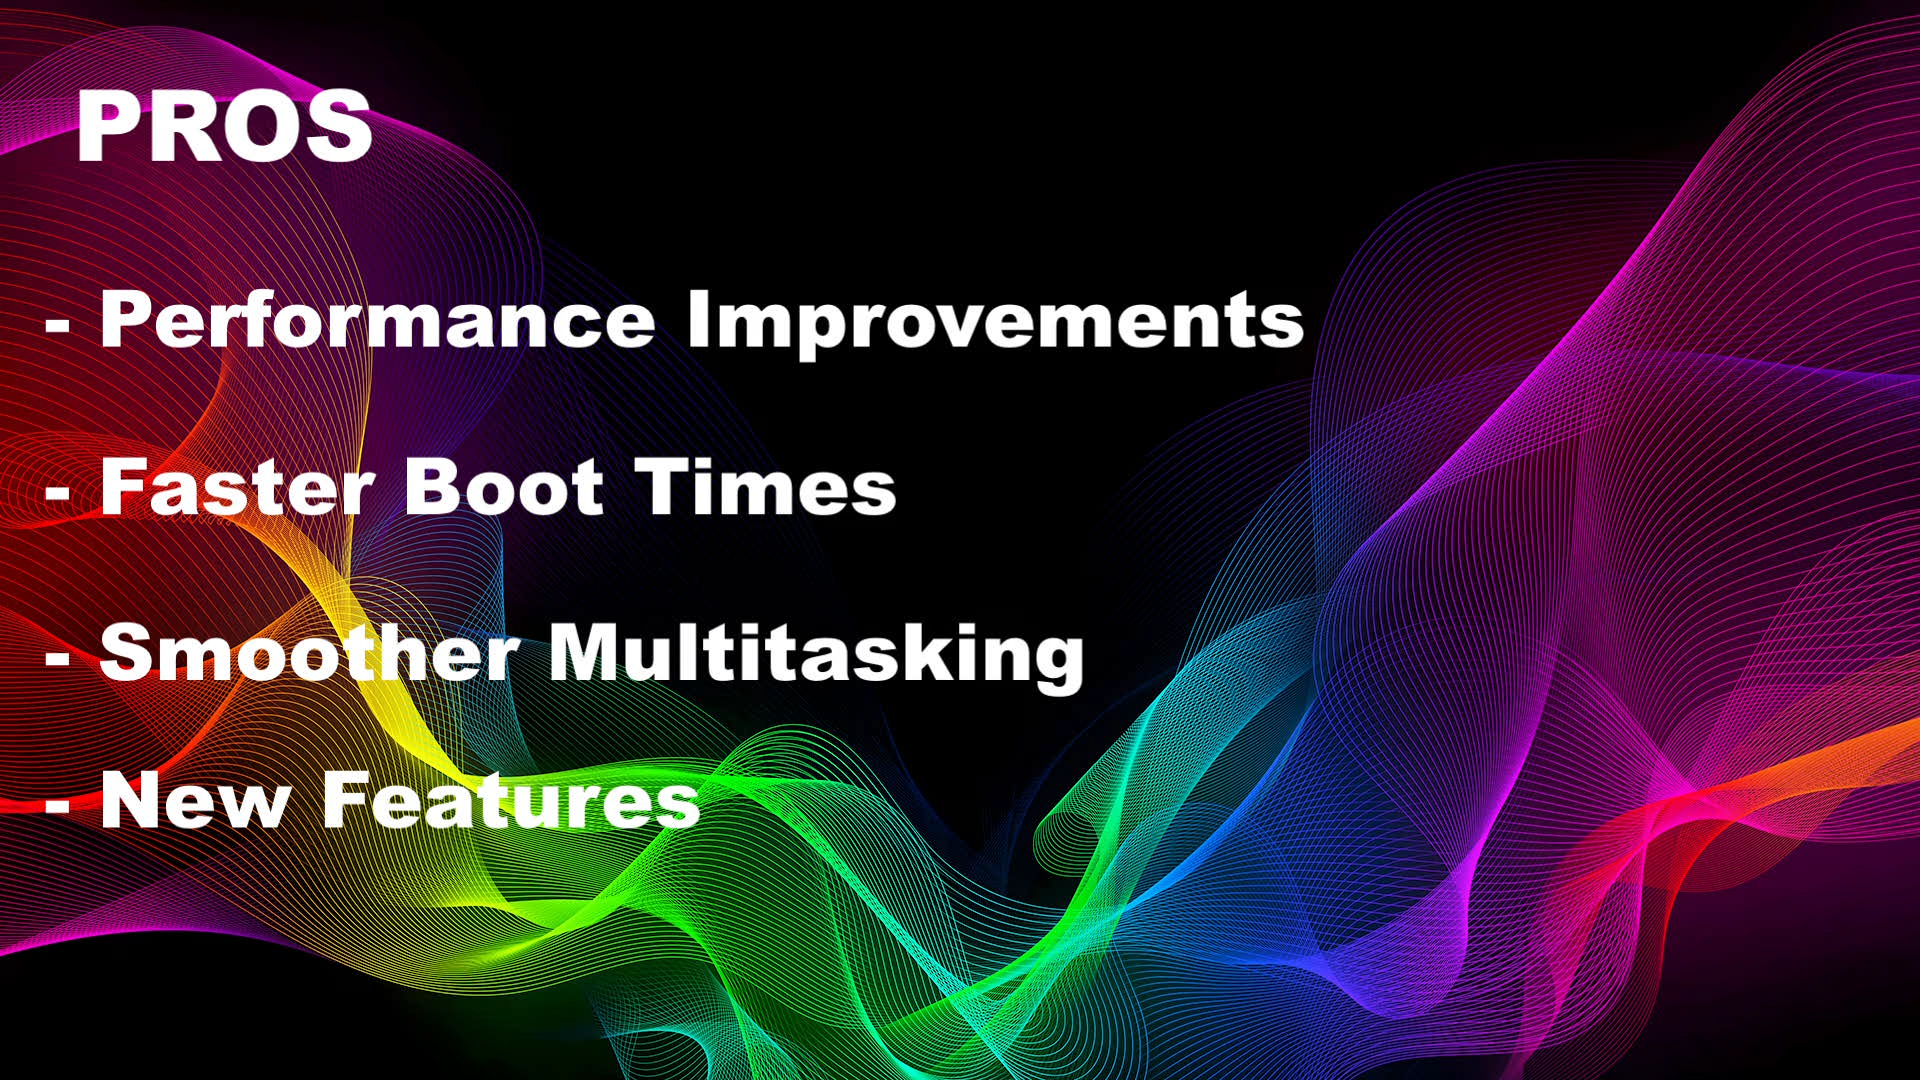 PROS
- Performance Improvements
- Faster Boot Times
- Smoother Multitasking
- New Features